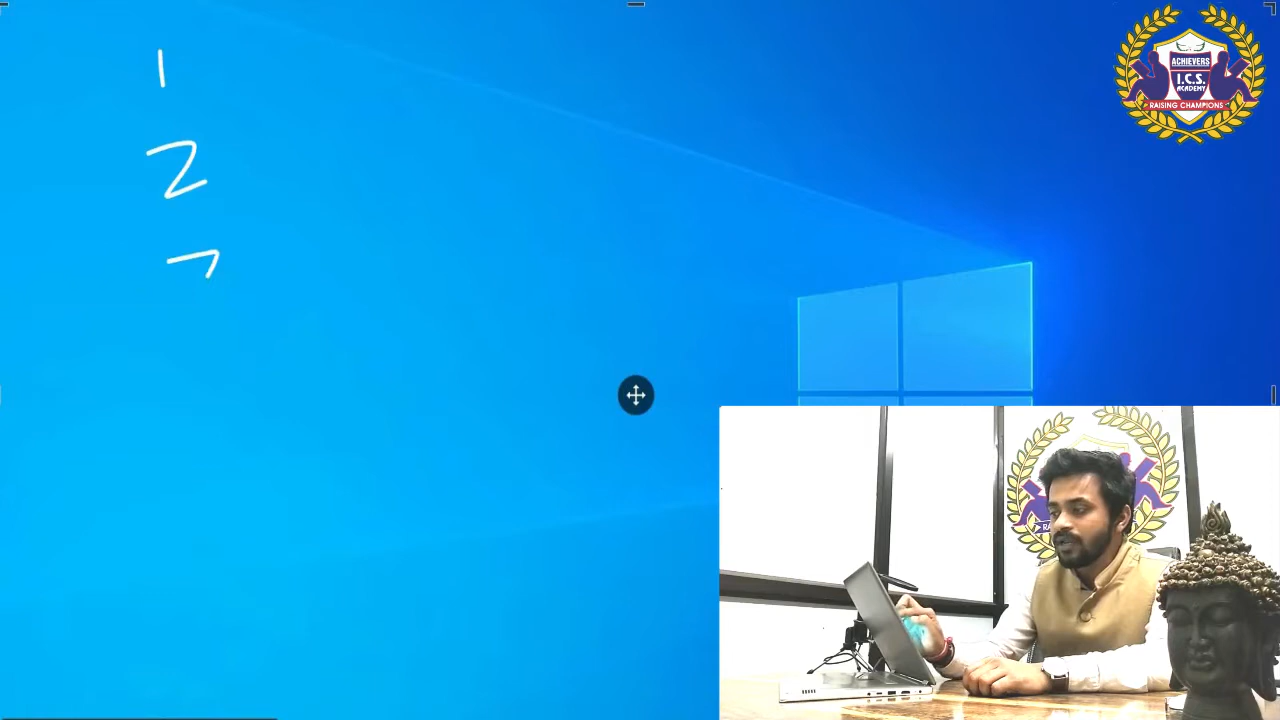 1
2
ACHIEVERS
I.C.S.
ACADEMY
RAISING CHAMPIONS